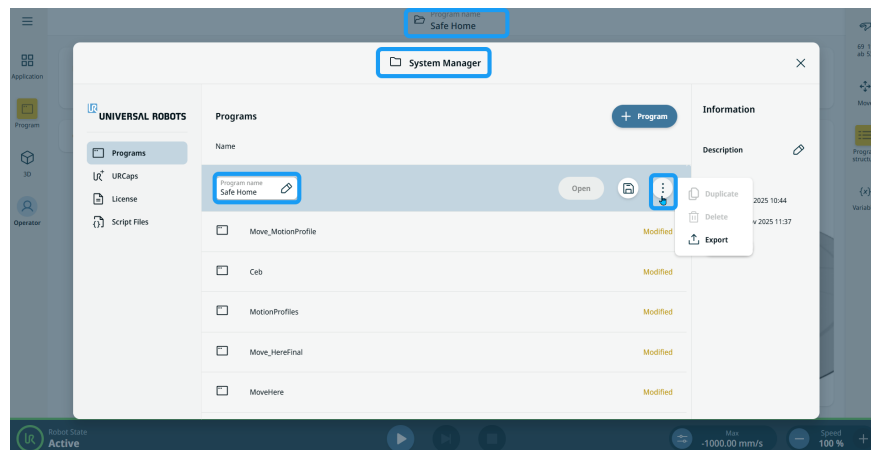 Program name
Safe Home
System Manager
Application
Program
3D
Operator
UNIVERSAL ROBOTS
Programs
URCaps
License
Script Files
Programs
+ Program
Name
Program name
Safe Home
Open
Move_MotionProfile
Modified
Ceb
Modified
MotionProfiles
Modified
Move_HereFinal
Modified
MoveHere
Modified
Information
Description
Duplicate
Delete
Export
2025 10:44
2025 11:37
Move
{x}
Robot State
Active
Max
-1000.00 mm/s
Speed
100 %